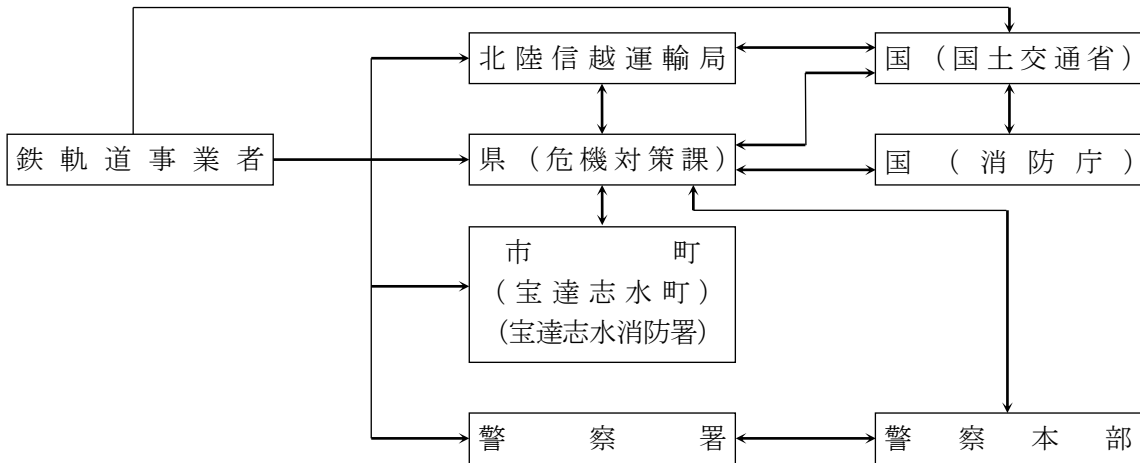 北陸信越運輸局
国（国土交通省）
鉄軌道事業者
県（危機対策課）
国（消防庁）
市町
（宝達志水町）
（宝達志水消防署）
警察署
警察本部